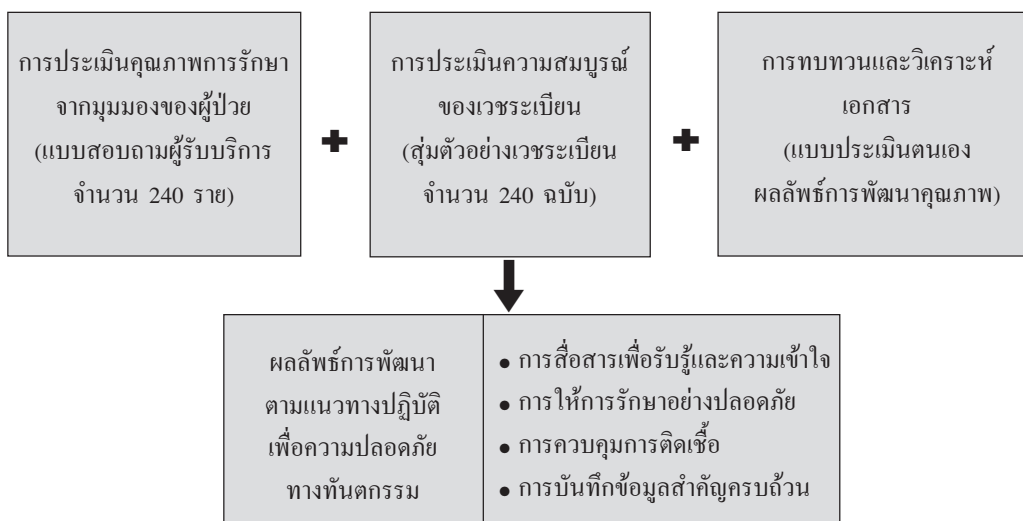 การประเมินคุณภาพการรักษา
จากมุมมองของผู้ป่วย
(แบบสอบถามผู้รับบริการ
จำนวน 240 ราย)
การประเมินความสมบูรณ์
ของเวชระเบียน
(สุ่มตัวอย่างเวชระเบียน
จำนวน 240 ฉบับ)
การทบทวนและวิเคราะห์
เอกสาร
(แบบประเมินตนเอง
ผลลัพธ์การพัฒนาคุณภาพ)
ผลลัพธ์การพัฒนา
ตามแนวทางปฏิบัติ
เพื่อความปลอดภัย
ทางทันตกรรม
● การสื่อสารเพื่อรับรู้และความเข้าใจ
● การให้การรักษาอย่างปลอดภัย
● การควบคุมการติดเชื้อ
● การบันทึกข้อมูลสำคัญครบถ้วน